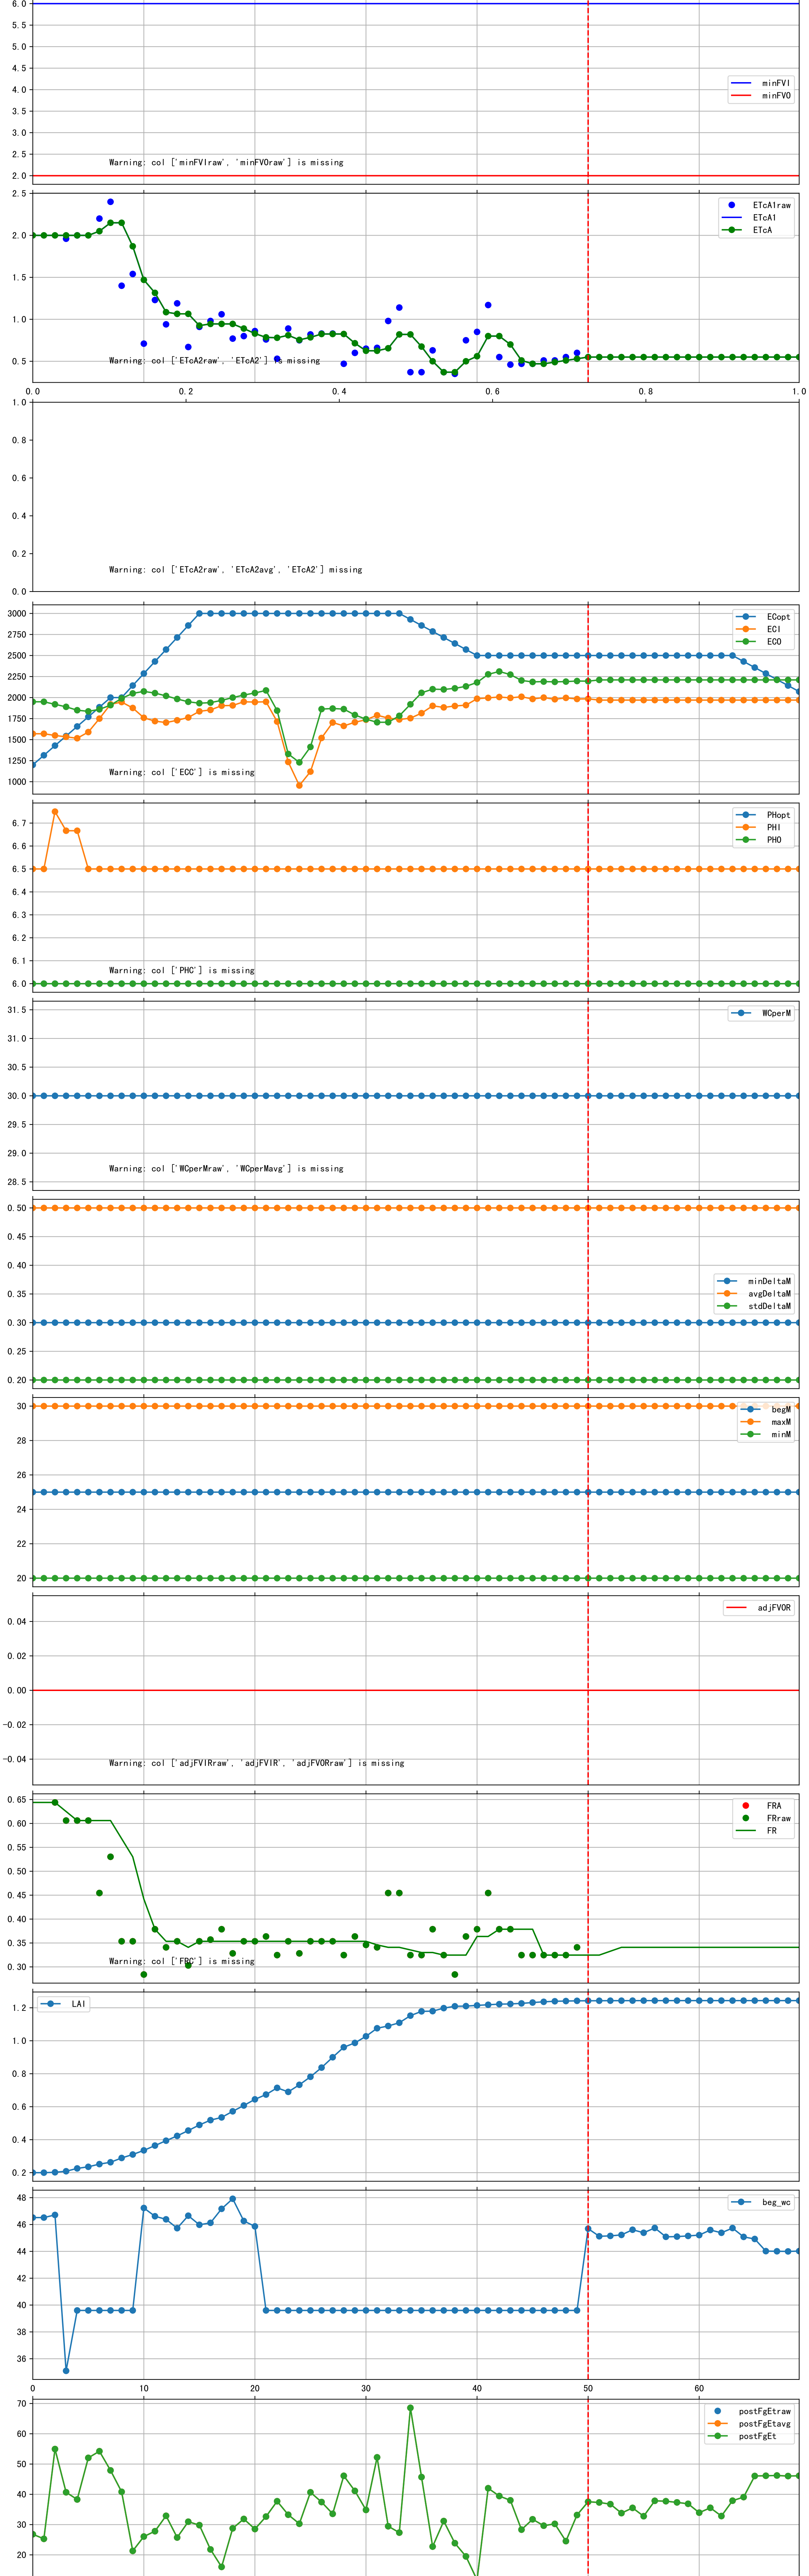 6.0
5.5
5.0
4.5
4.0
3.5
3.0
2.5
2.0
minFVI
minFVO
Warning: col ['minFVIraw', 'minFVOraw'] is missing
2.5
2.0
1.5
1.0
0.5
ETcA1raw
ETcA1
ETcA
Warning: col ['ETcA2raw', 'ETcA2'] is missing
0.0 0.2 0.4 0.6 0.8 1.0
1.0
0.8
0.6
0.4
0.2
0.0
Warning: col ['ETcA2raw', 'ETcA2avg', 'ETcA2'] missing
3000
2750
2500
2250
2000
1750
1500
1250
1000
ECopt
ECI
ECO
Warning: col ['ECC'] is missing
6.7
6.6
6.5
6.4
6.3
6.2
6.1
6.0
PHopt
PHI
PHO
Warning: col ['PHC'] is missing
31.5
31.0
30.5
30.0
29.5
29.0
28.5
WCperM
Warning: col ['WCperMraw', 'WCperMavg'] is missing
0.50
0.45
0.40
0.35
0.30
0.25
0.20
minDeltaM
avgDeltaM
stdDeltaM
30
28
26
24
22
20
begM
maxM
minM
0.04
0.02
0.00
-0.02
-0.04
adjFVOR
Warning: col ['adjFVIRraw', 'adjFVIR', 'adjFVORraw'] is missing
0.65
0.60
0.55
0.50
0.45
0.40
0.35
0.30
FRA
FRraw
FR
Warning: col ['FRC'] is missing
1.2
1.0
0.8
0.6
0.4
0.2
LAI
48
46
44
42
40
38
36
beg_wc
0 10 20 30 40 50 60
70
60
50
40
30
20
postFgEtraw
postFgEtavg
postFgEt